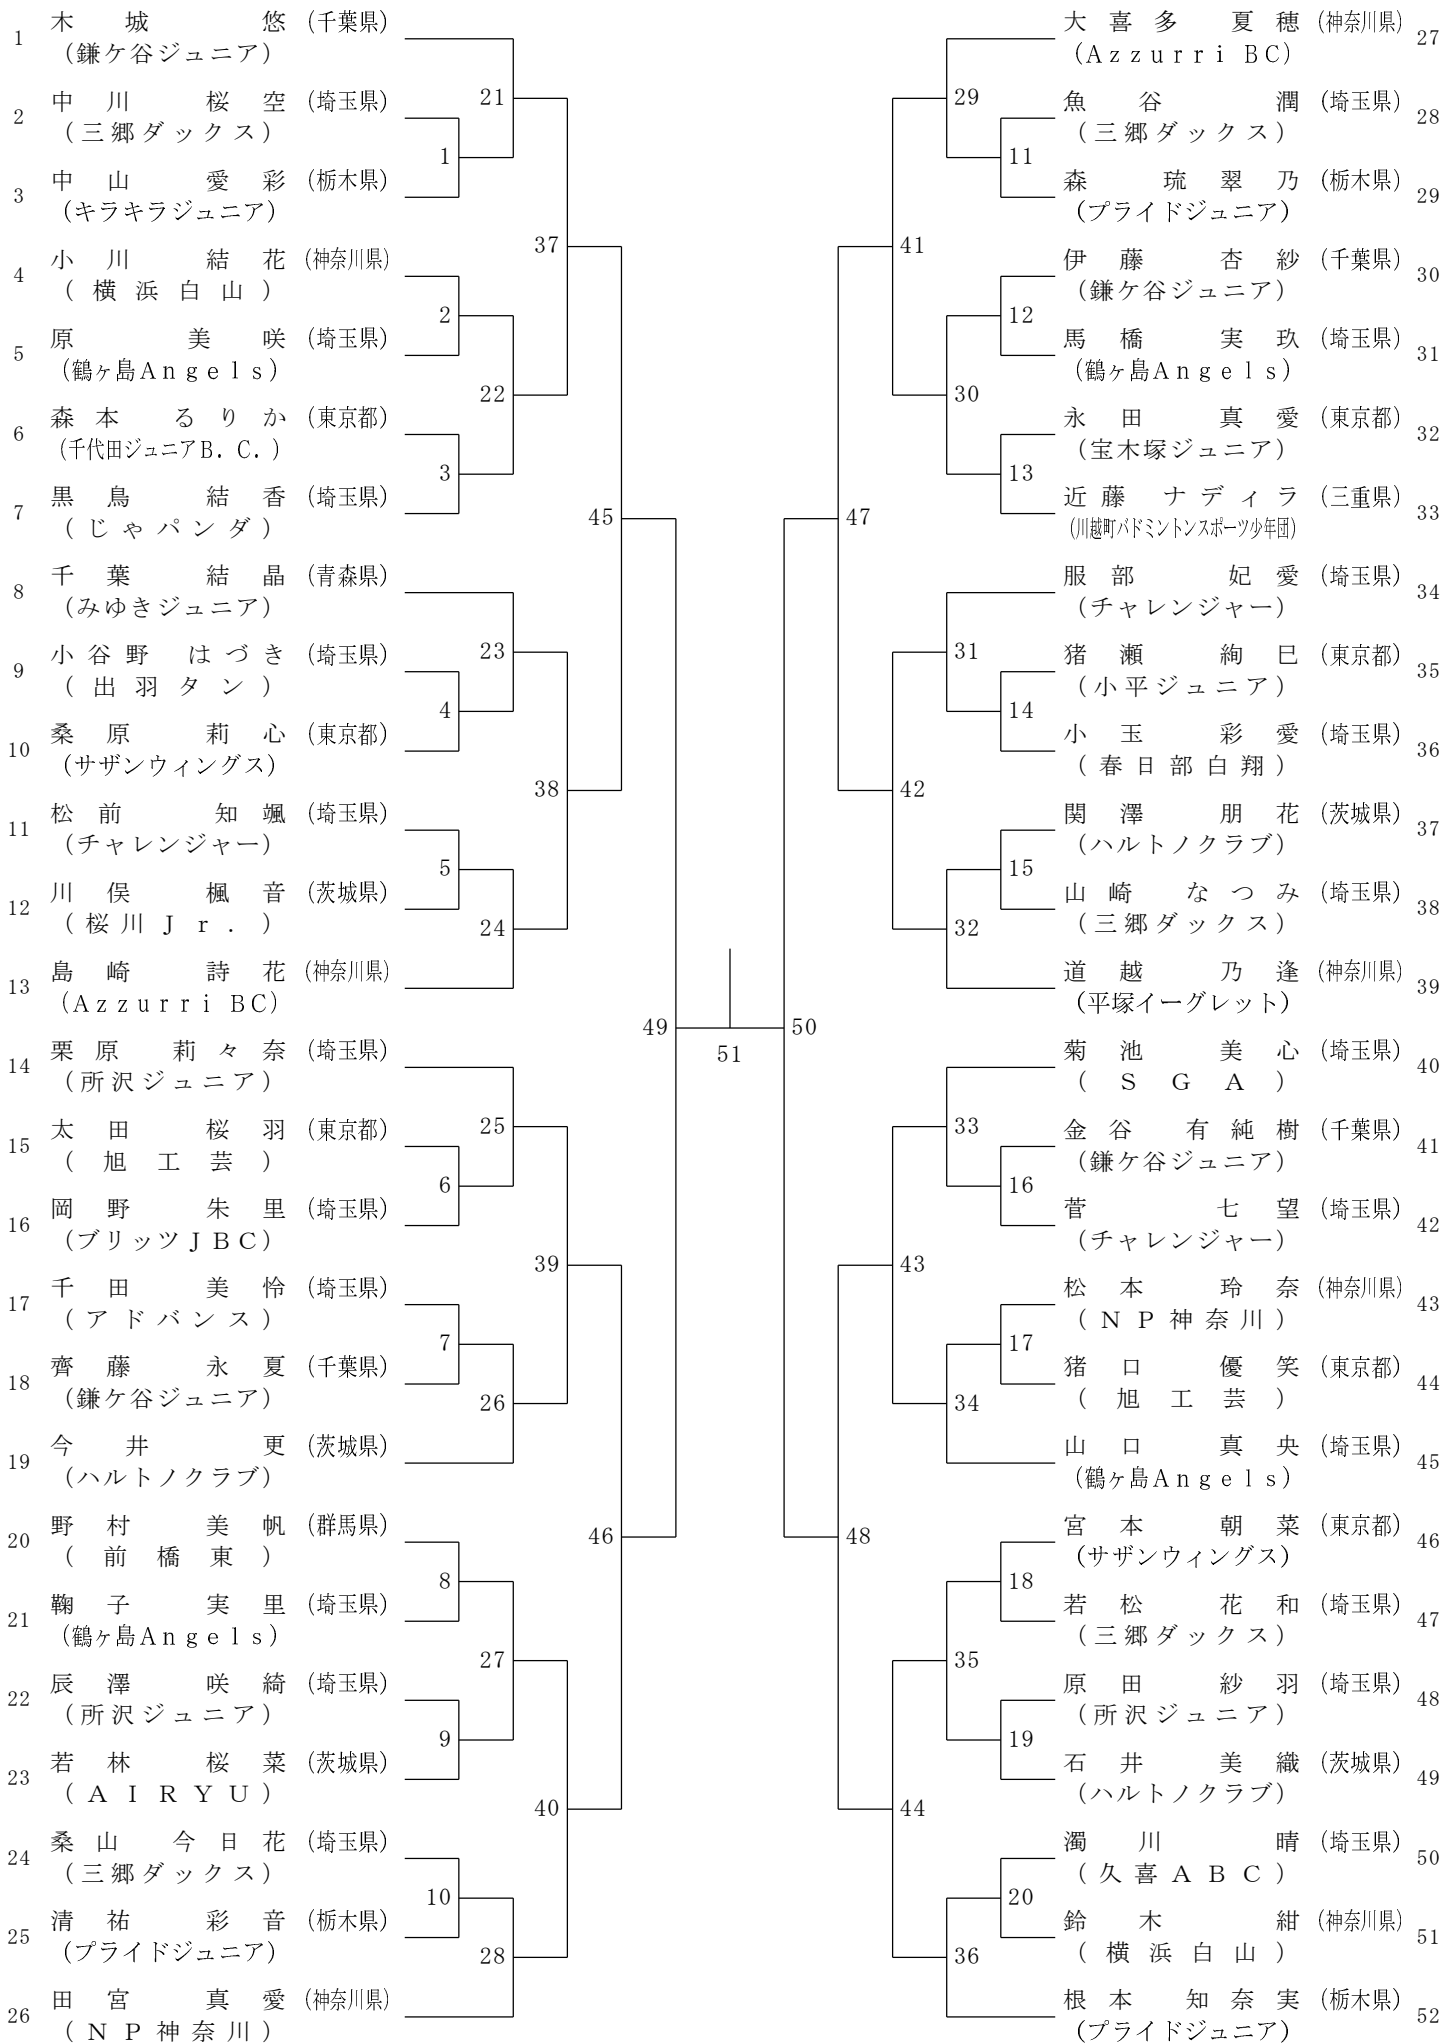 1 木城 悠 (千葉県)
(鎌ケ谷ジュニア)
2 中川 桜空 (埼玉県)
(三郷ダックス)
3 中山 愛彩 (栃木県)
(キラキラジュニア)
4 小川 結花 (神奈川県)
(横浜白山)
5 原 美咲 (埼玉県)
(鶴ヶ島Angels)
6 森本 るりか (東京都)
(千代田ジュニアB.C.)
7 黒鳥 結香 (埼玉県)
(じゃパンダ)
8 千葉 結晶 (青森県)
(みゆきジュニア)
9 小谷野 はづき (埼玉県)
(出羽タン)
10 桑原 莉心 (東京都)
(サザンウィングス)
11 松前 知颯 (埼玉県)
(チャレンジャー)
12 川俣 楓音 (茨城県)
(桜川Jr.)
13 島崎 詩花 (神奈川県)
(Azzurri BC)
14 栗原 莉々奈 (埼玉県)
(所沢ジュニア)
15 太田 桜羽 (東京都)
(旭工芸)
16 岡野 朱里 (埼玉県)
(ブリッツJBC)
17 千田 美怜 (埼玉県)
(アドバンス)
18 齊藤 永夏 (千葉県)
(鎌ケ谷ジュニア)
19 今井 更 (茨城県)
(ハルトノクラブ)
20 野村 美帆 (群馬県)
(前橋東)
21 鞠子 実里 (埼玉県)
(鶴ヶ島Angels)
22 辰澤 咲綺 (埼玉県)
(所沢ジュニア)
23 若林 桜菜 (茨城県)
(AIRYU)
24 桑山 今日花 (埼玉県)
(三郷ダックス)
25 清祐 彩音 (栃木県)
(プライドジュニア)
26 田宮 真愛 (神奈川県)
(NP神奈川)
21
1
37
2
22
3
45
23
4
38
5
24
49
25
6
39
7
26
46
8
27
9
40
10
28
51
50
29
11
41
12
30
13
47
31
14
42
15
32
33
16
43
17
34
48
18
35
19
44
20
36
大喜多 夏穂 (神奈川県) 27
(Azzurri BC)
魚谷 潤 (埼玉県) 28
(三郷ダックス)
森 琉翠乃 (栃木県) 29
(プライドジュニア)
伊藤 杏紗 (千葉県) 30
(鎌ケ谷ジュニア)
馬橋 実玖 (埼玉県) 31
(鶴ヶ島Angels)
永田 真愛 (東京都) 32
(宝木塚ジュニア)
近藤 ナディラ (三重県) 33
(川越町バドミントンスポーツ少年団)
服部 妃愛 (埼玉県) 34
(チャレンジャー)
猪瀬 絢巳 (東京都) 35
(小平ジュニア)
小玉 彩愛 (埼玉県) 36
(春日部白翔)
関澤 朋花 (茨城県) 37
(ハルトノクラブ)
山崎 なつみ (埼玉県) 38
(三郷ダックス)
道越 乃逢 (神奈川県) 39
(平塚イーグレット)
菊池 美心 (埼玉県) 40
(SGA)
金谷 有純樹 (千葉県) 41
(鎌ケ谷ジュニア)
菅 七望 (埼玉県) 42
(チャレンジャー)
松本 玲奈 (神奈川県) 43
(NP神奈川)
猪口 優笑 (東京都) 44
(旭工芸)
山口 真央 (埼玉県) 45
(鶴ヶ島Angels)
宮本 朝菜 (東京都) 46
(サザンウィングス)
若松 花和 (埼玉県) 47
(三郷ダックス)
原田 紗羽 (埼玉県) 48
(所沢ジュニア)
石井 美織 (茨城県) 49
(ハルトノクラブ)
濁川 晴 (埼玉県) 50
(久喜ABC)
鈴木 紺 (神奈川県) 51
(横浜白山)
根本 知奈実 (栃木県) 52
(プライドジュニア)